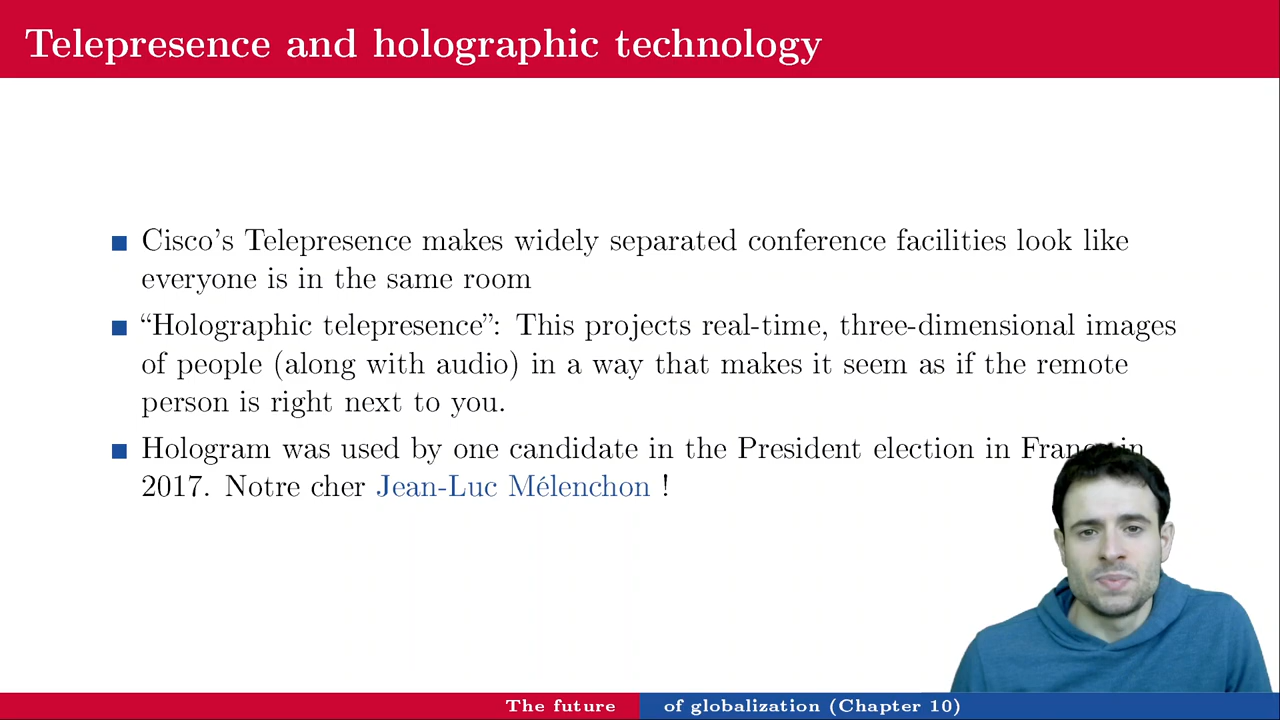 Telepresence and holographic technology
Cisco's Telepresence makes widely separated conference facilities look like
everyone is in the same room
“Holographic telepresence”: This projects real-time, three-dimensional images
of people (along with audio) in a way that makes it seem as if the remote
person is right next to you.
Hologram was used by one candidate in the President election in France in
2017. Notre cher Jean-Luc Mélenchon !
The future of globalization (Chapter 10)